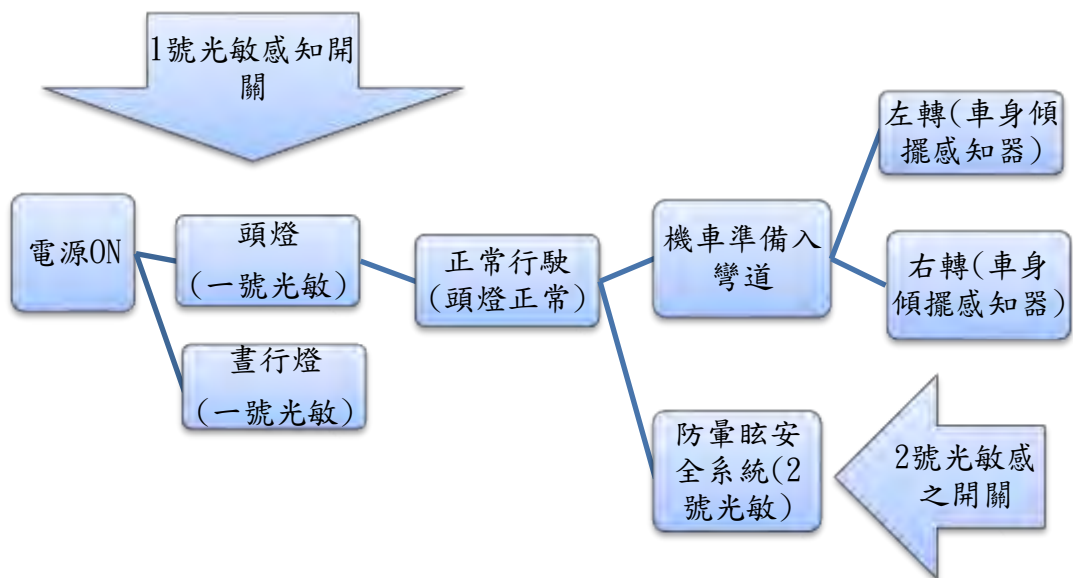 1號光敏感知開
關
電源ON
頭燈
(一號光敏)
晝行燈
(一號光敏)
正常行駛
(頭燈正常)
機車準備入
彎道
左轉(車身傾
擺感知器)
右轉(車身
傾擺感知器)
防暈眩安
全系統(2
號光敏)
2號光敏感
之開關